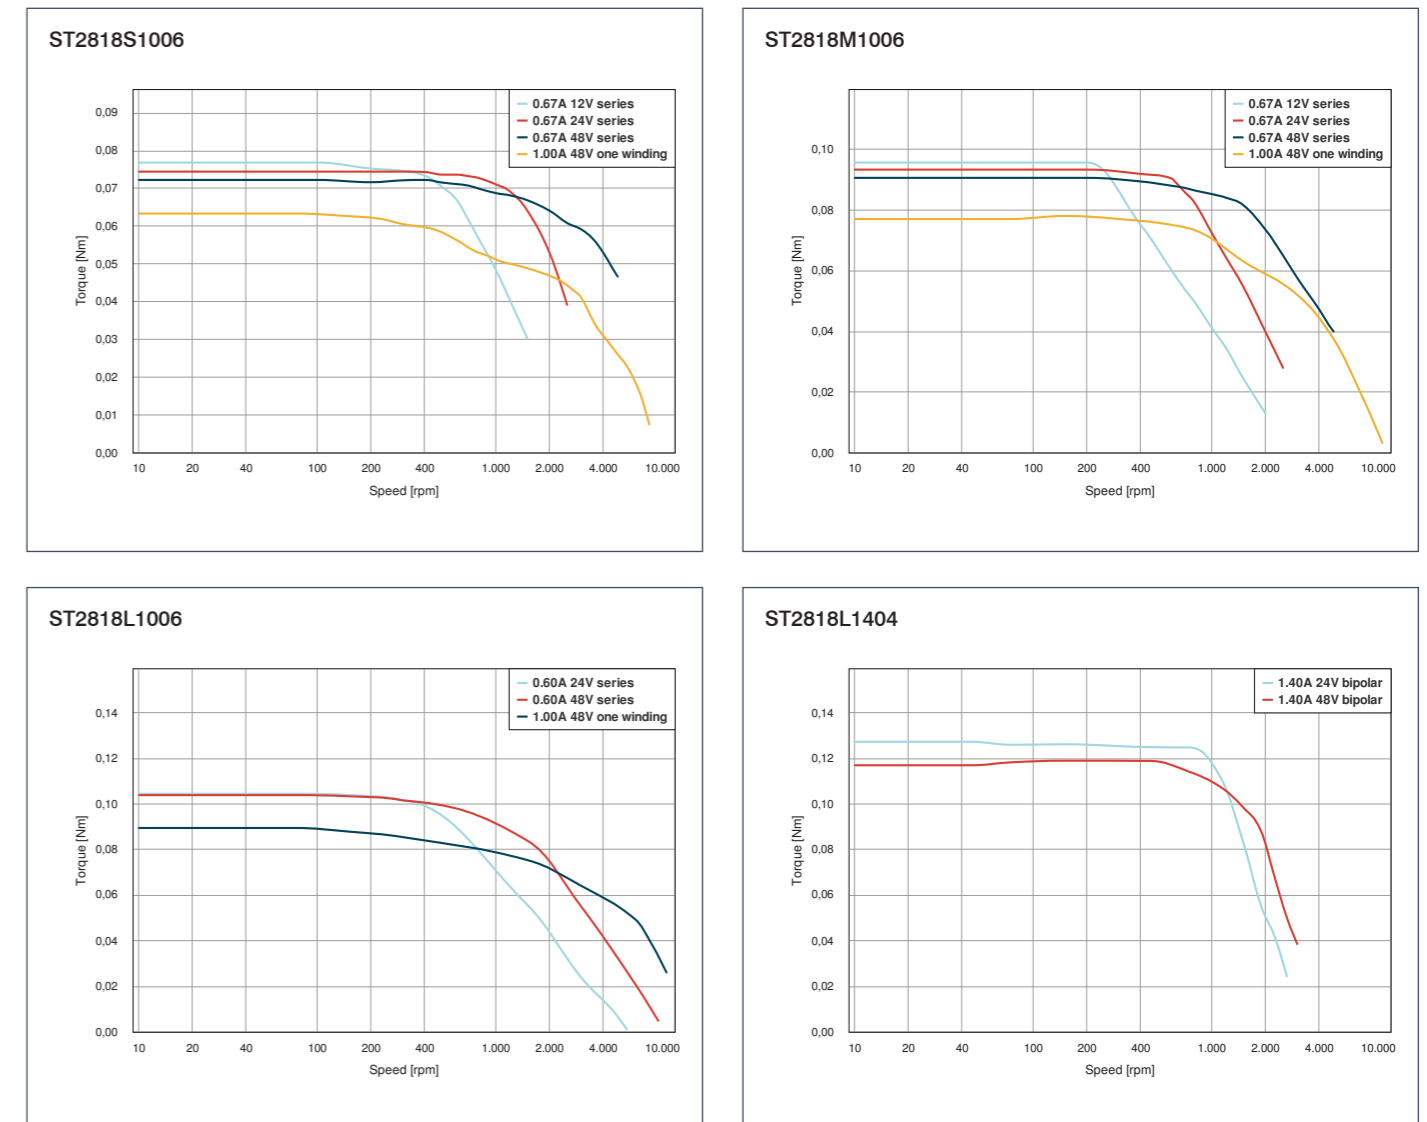 ST2818S1006
0.67A 12V series
0.67A 24V series
0.67A 48V series
1.00A 48V one winding
0,09
0,08
0,07
0,06
0,05
0,04
0,03
0,02
0,01
0,00
Torque [Nm]
10 20 40 100 200 400 1.000 2.000 4.000 10.000
Speed [rpm]
ST2818M1006
0.67A 12V series
0.67A 24V series
0.67A 48V series
1.00A 48V one winding
0,10
0,08
0,06
0,04
0,02
0,00
Torque [Nm]
10 20 40 100 200 400 1.000 2.000 4.000 10.000
Speed [rpm]
ST2818L1006
0.60A 24V series
0.60A 48V series
1.00A 48V one winding
0,14
0,12
0,10
0,08
0,06
0,04
0,02
0,00
Torque [Nm]
10 20 40 100 200 400 1.000 2.000 4.000 10.000
Speed [rpm]
ST2818L1404
1.40A 24V bipolar
1.40A 48V bipolar
0,14
0,12
0,10
0,08
0,06
0,04
0,02
0,00
Torque [Nm]
10 20 40 100 200 400 1.000 2.000 4.000 10.000
Speed [rpm]